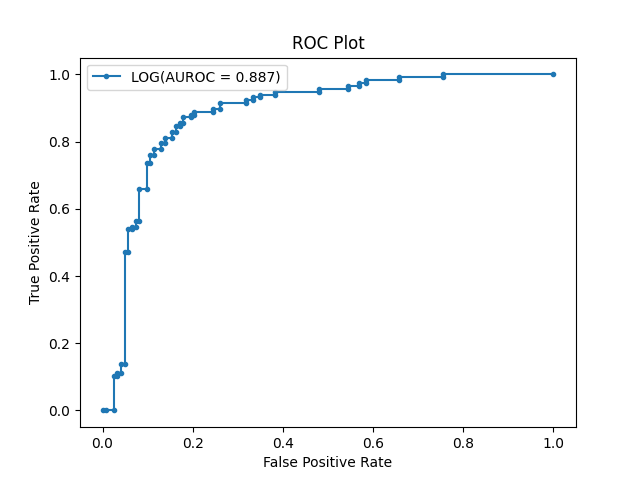 ROC Plot
LOG(AUROC = 0.887)
1.0
0.8
0.6
0.4
0.2
0.0
True Positive Rate
0.0 0.2 0.4 0.6 0.8 1.0
False Positive Rate